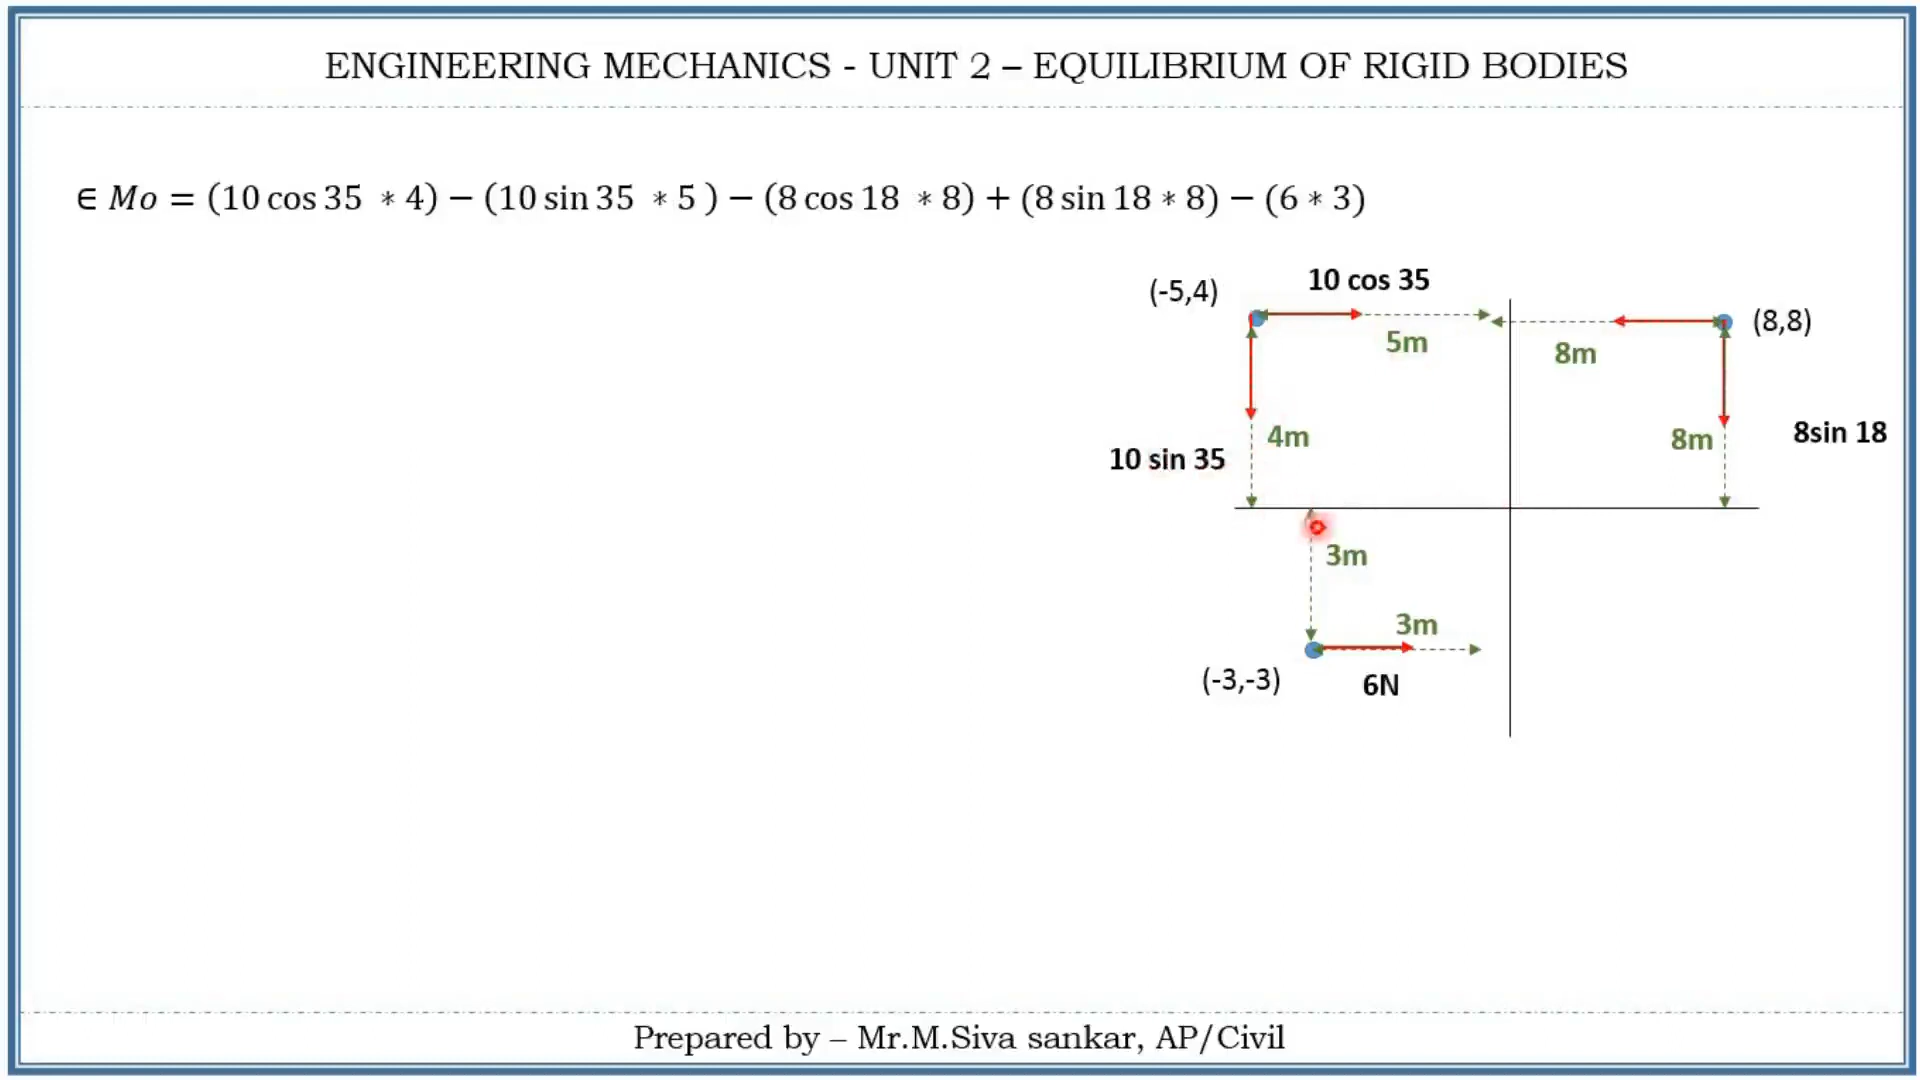 ENGINEERING MECHANICS - UNIT 2 – EQUILIBRIUM OF RIGID BODIES
∈ Mo = (10 cos 35 ∗ 4) − (10 sin 35 ∗ 5 ) − (8 cos 18 ∗ 8) + (8 sin 18 ∗ 8) − (6 ∗ 3)
(-5,4)
10 cos 35
(8,8)
5m
8m
4m
8m
8sin 18
10 sin 35
3m
3m
(-3,-3)
6N
Prepared by – Mr.M.Siva sankar, AP/Civil